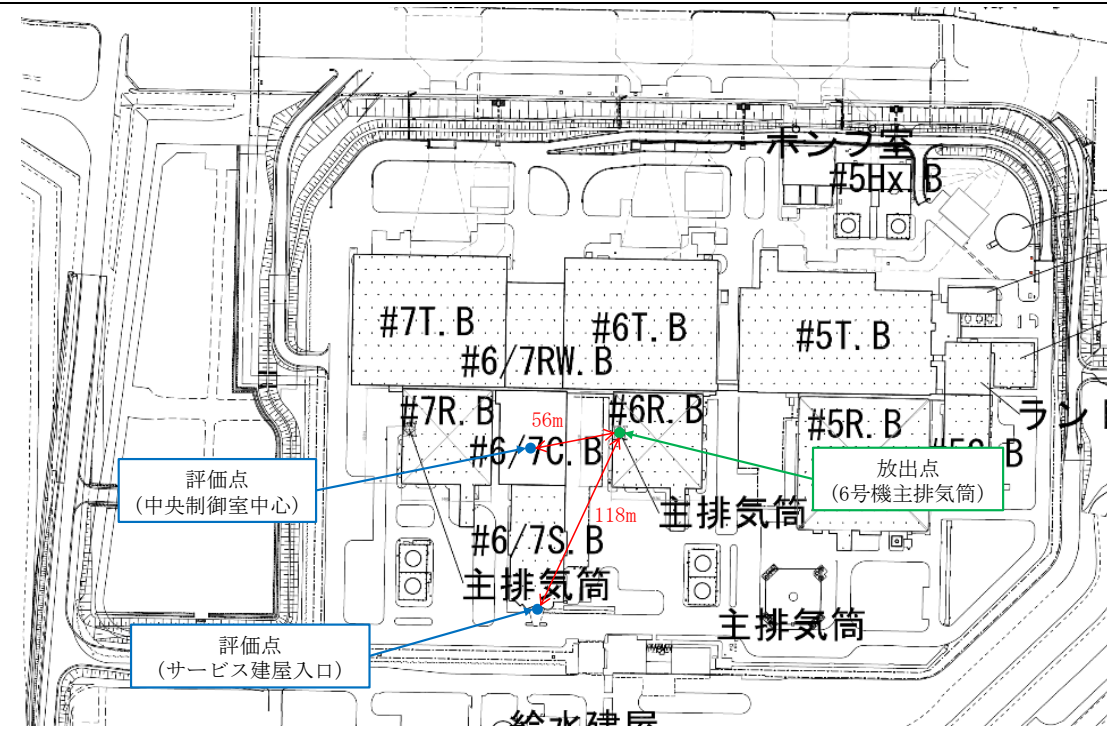 ポンプ室
#5Hx.B
#7T.B
#6T.B
#5T.B
#6/7RW.B
#7R.B
#6R.B
#5R.B
56m
#6/7C.B
評価点
(中央制御室中心)
放出点
(6号機主排気筒)
主排気筒
118m
#6/7S.B
主排気筒
主排気筒
評価点
(サービス建屋入口)
給水建屋